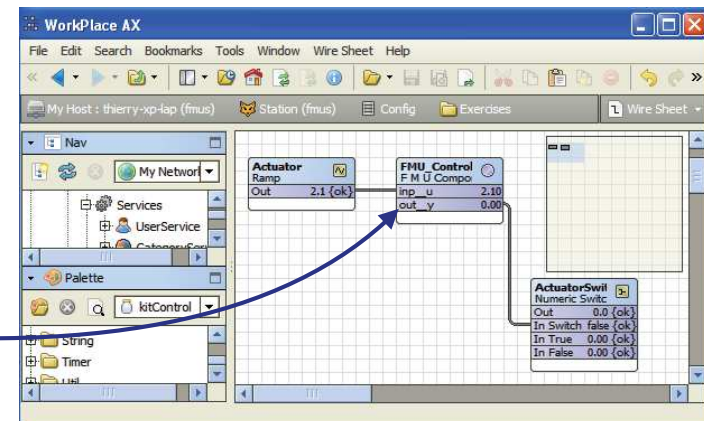 WorkPlace AX
File Edit Search Bookmarks Tools Window Wire Sheet Help
My Host : thierry-xp-lap (fmus) Station (fmus) Config Exercises Wire Sheet
Nav
My Networ
Services
UserService
Palette
kitControl
String
Timer
Actuator
Ramp
Out 2.1 {ok}
FMU_Control
F M U Compo
inp__u 2.10
out__y 0.00
ActuatorSwit
Numeric Switc
Out 0.0 {ok}
In Switch false {ok}
In True 0.00 {ok}
In False 0.00 {ok}